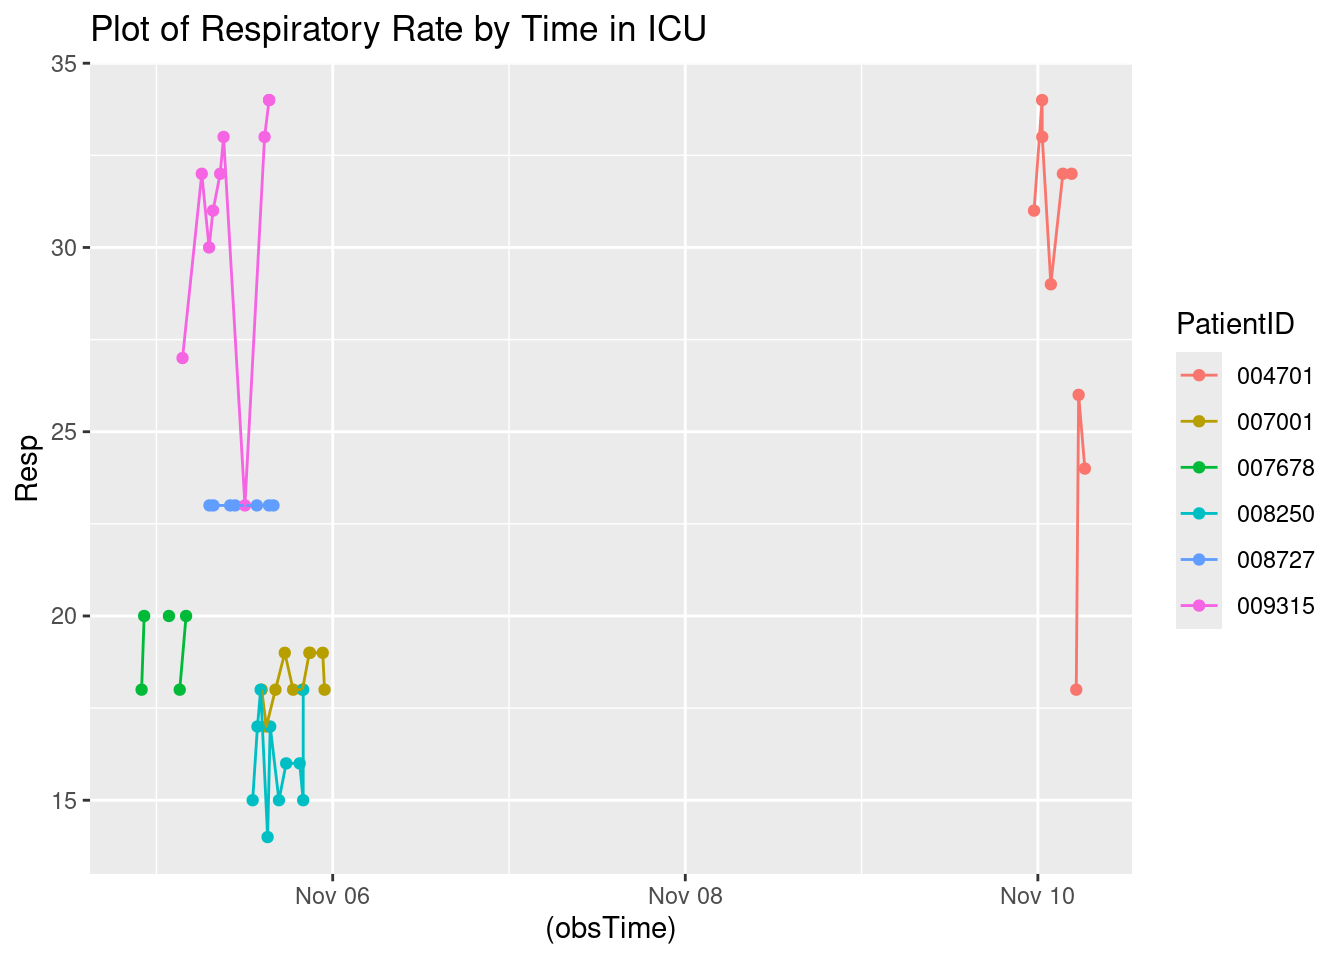 Plot of Respiratory Rate by Time in ICU
35
30
25
20
15
Resp
Nov 06
Nov 08
Nov 10
(obsTime)
PatientID
004701
007001
007678
008250
008727
009315